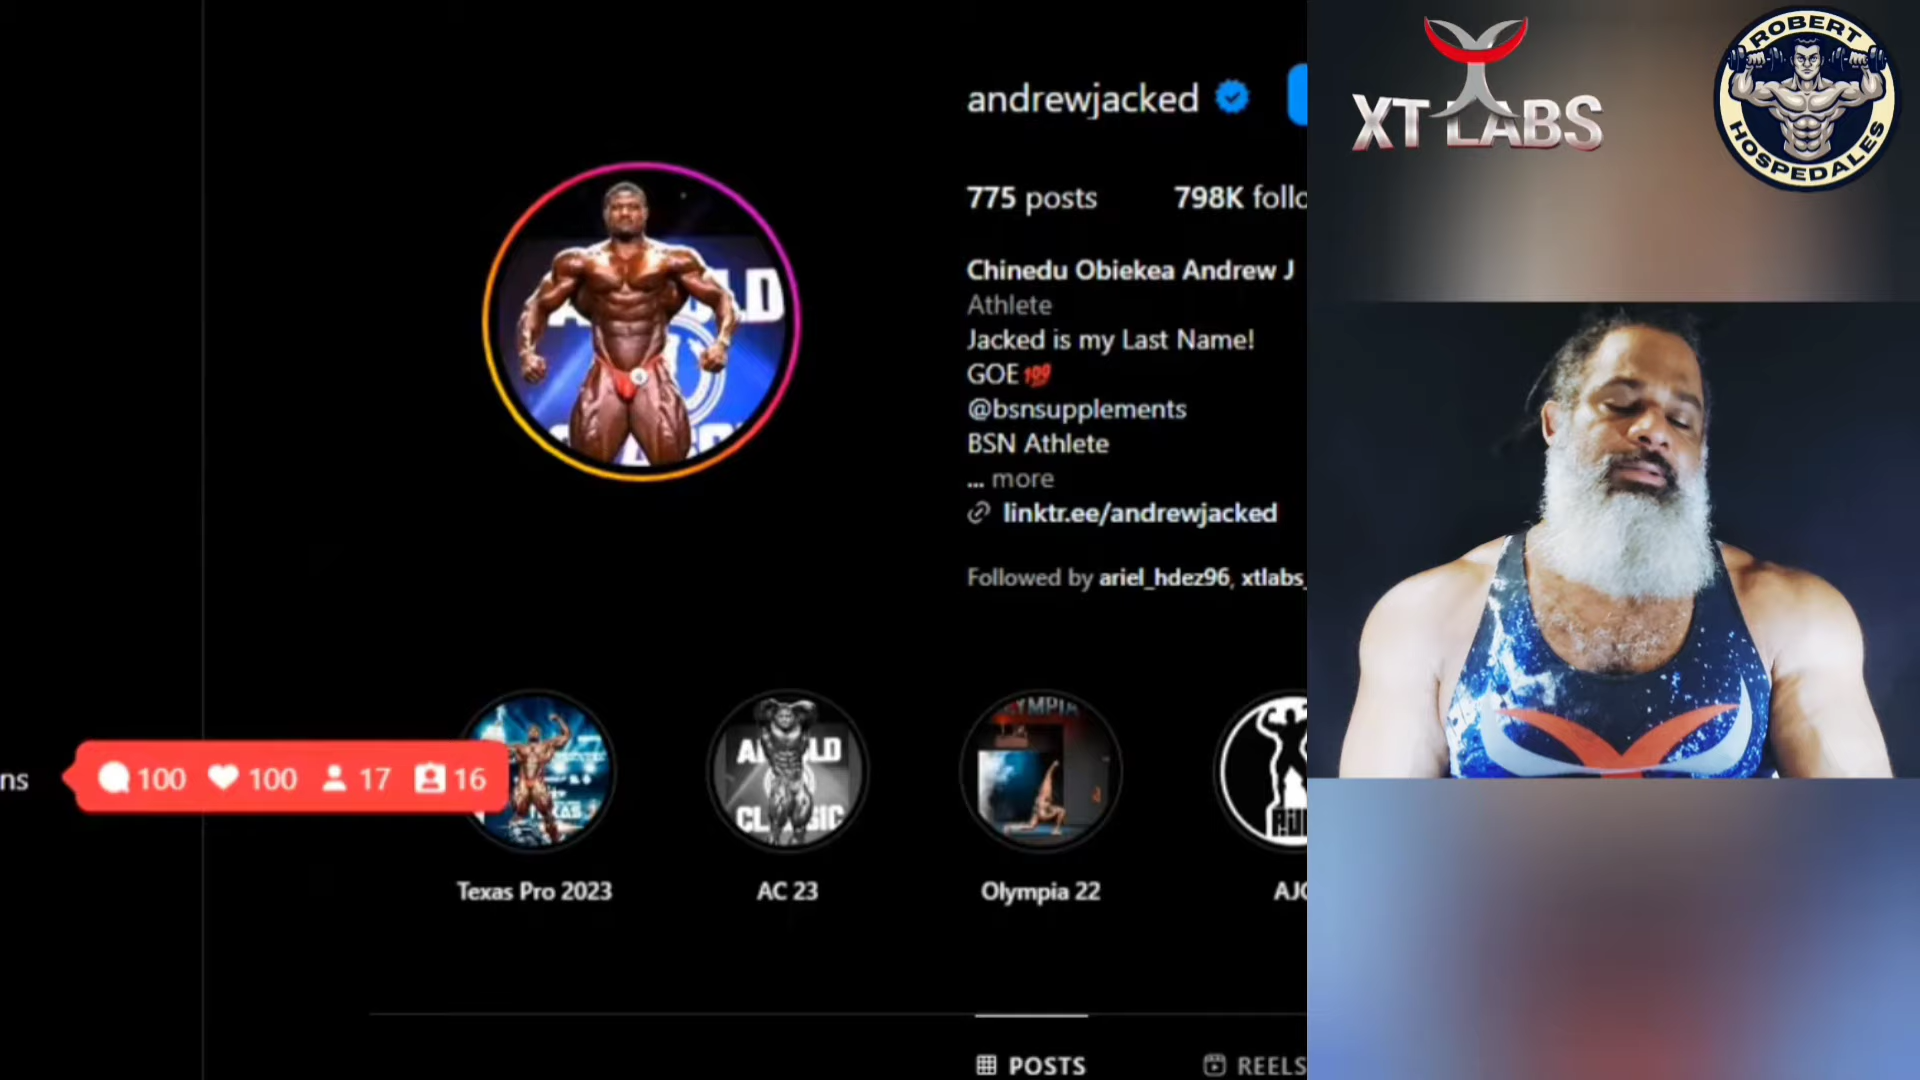 andrewjacked
775 posts
798K follo
Chinedu Obiekea Andrew J
Athlete
Jacked is my Last Name!
GOE💯
@bsnsupplements
BSN Athlete
... more
linktr.ee/andrewjacked
Followed by ariel_hdez96, xtlabs_
ns
100 100 17 16
Texas Pro 2023
AC 23
Olympia 22
AJC
POSTS
REELS
XT LABS
ROBERT
HOSPEDALES